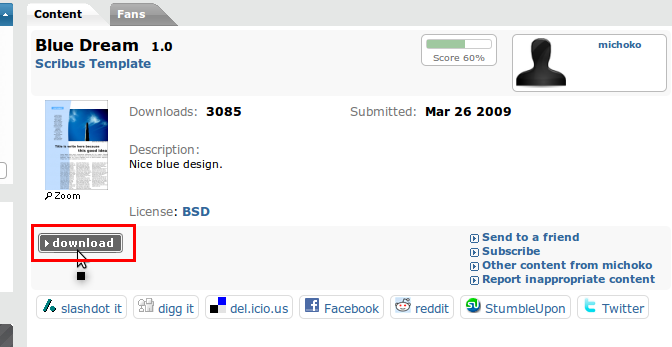 Content
Fans
Blue Dream 1.0
Scribus Template
Score 60%
michoko
Downloads: 3085
Submitted: Mar 26 2009
Description:
Nice blue design.
This is write here because
this good idea
Zoom
License: BSD
download
Send to a friend
Subscribe
Other content from michoko
Report inappropriate content
slashdot it
digg it
del.icio.us
Facebook
reddit
StumbleUpon
Twitter